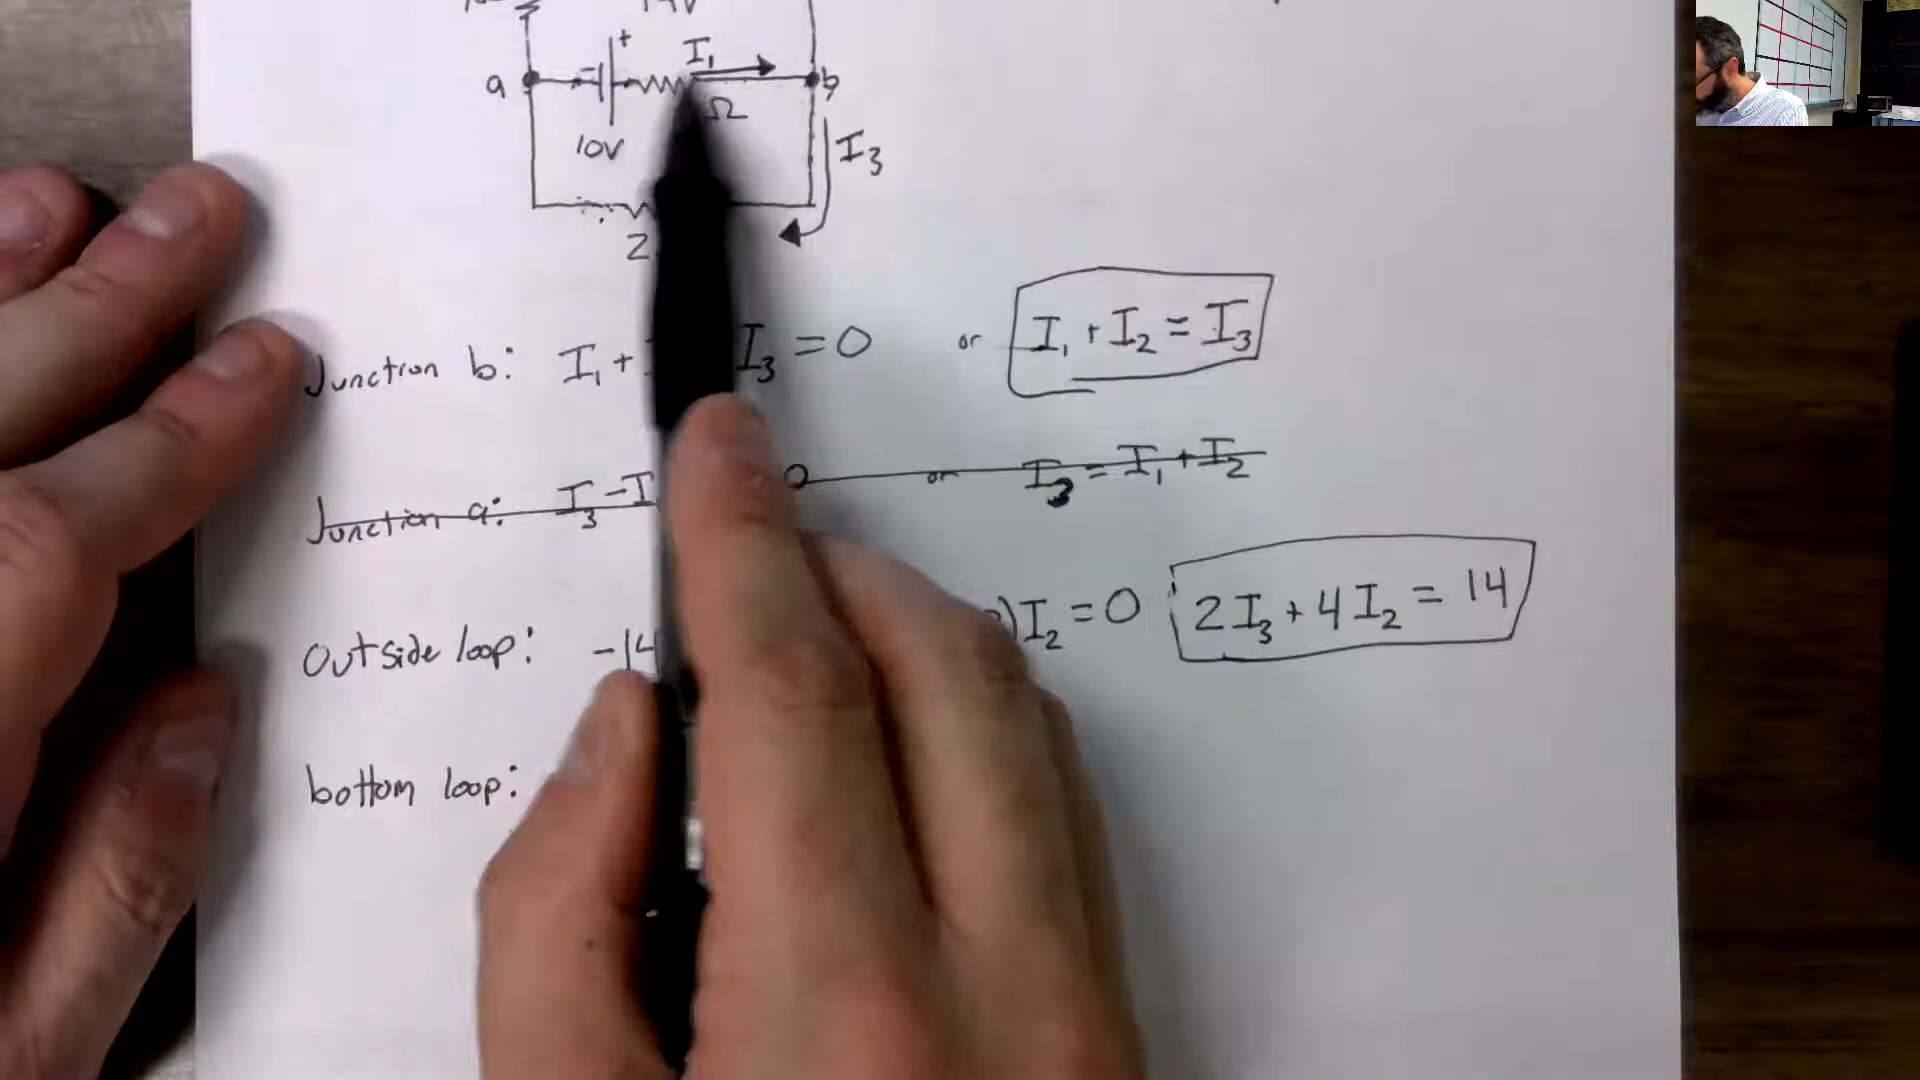 14V
+
I₁
a
-
b
Ω
10V
I₃
2
Junction b: I₁ + I₃ = 0 or I₁ + I₂ = I₃
Junction a: I₃ - I 0 or I₃ = I₁ + I₂
Outside loop: -14 )I₂ = 0 2I₃ + 4I₂ = 14
bottom loop: